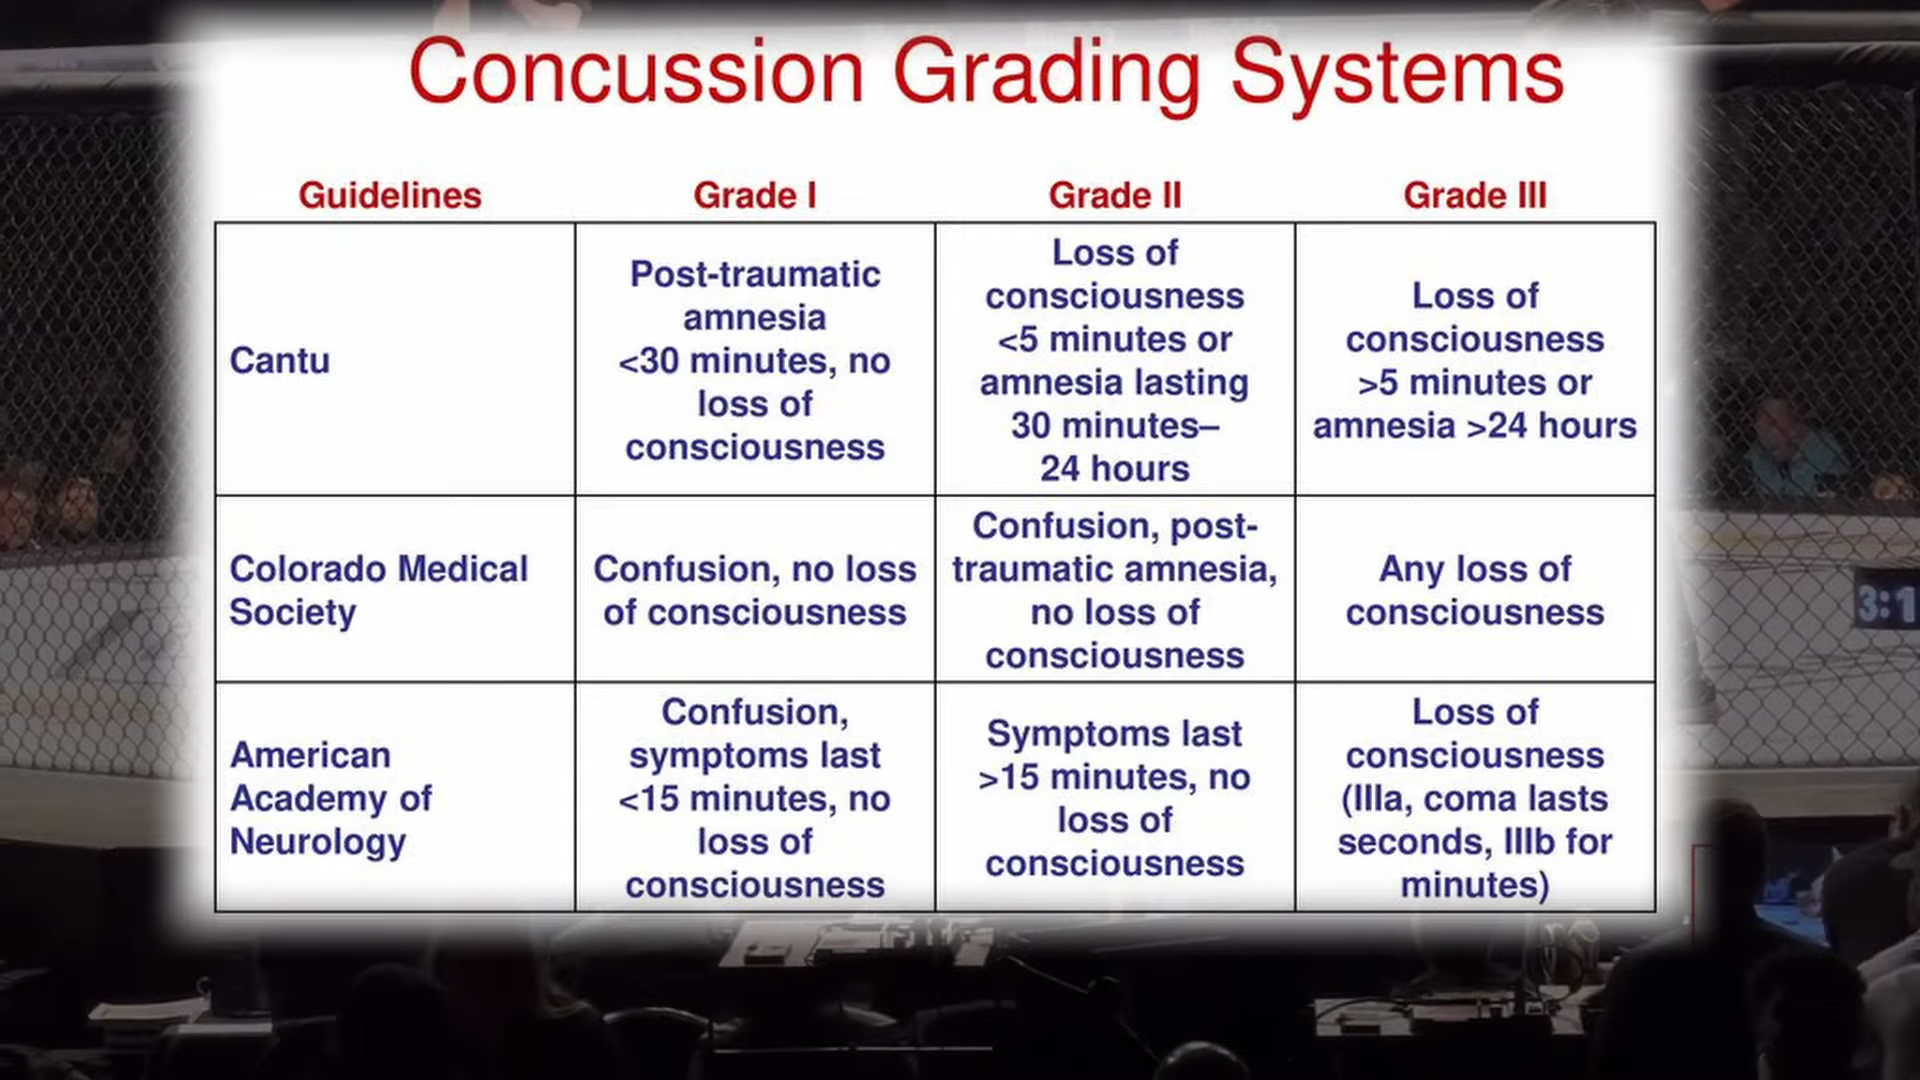 Concussion Grading Systems
Guidelines
Grade I
Grade II
Grade III
Cantu
Post-traumatic
amnesia
<30 minutes, no
loss of
consciousness
Loss of
consciousness
<5 minutes or
amnesia lasting
30 minutes–
24 hours
Loss of
consciousness
>5 minutes or
amnesia >24 hours
Colorado Medical
Society
Confusion, no loss
of consciousness
Confusion, post-
traumatic amnesia,
no loss of
consciousness
Any loss of
consciousness
American
Academy of
Neurology
Confusion,
symptoms last
<15 minutes, no
loss of
consciousness
Symptoms last
>15 minutes, no
loss of
consciousness
Loss of
consciousness
(IIIa, coma lasts
seconds, IIIb for
minutes)
3:1